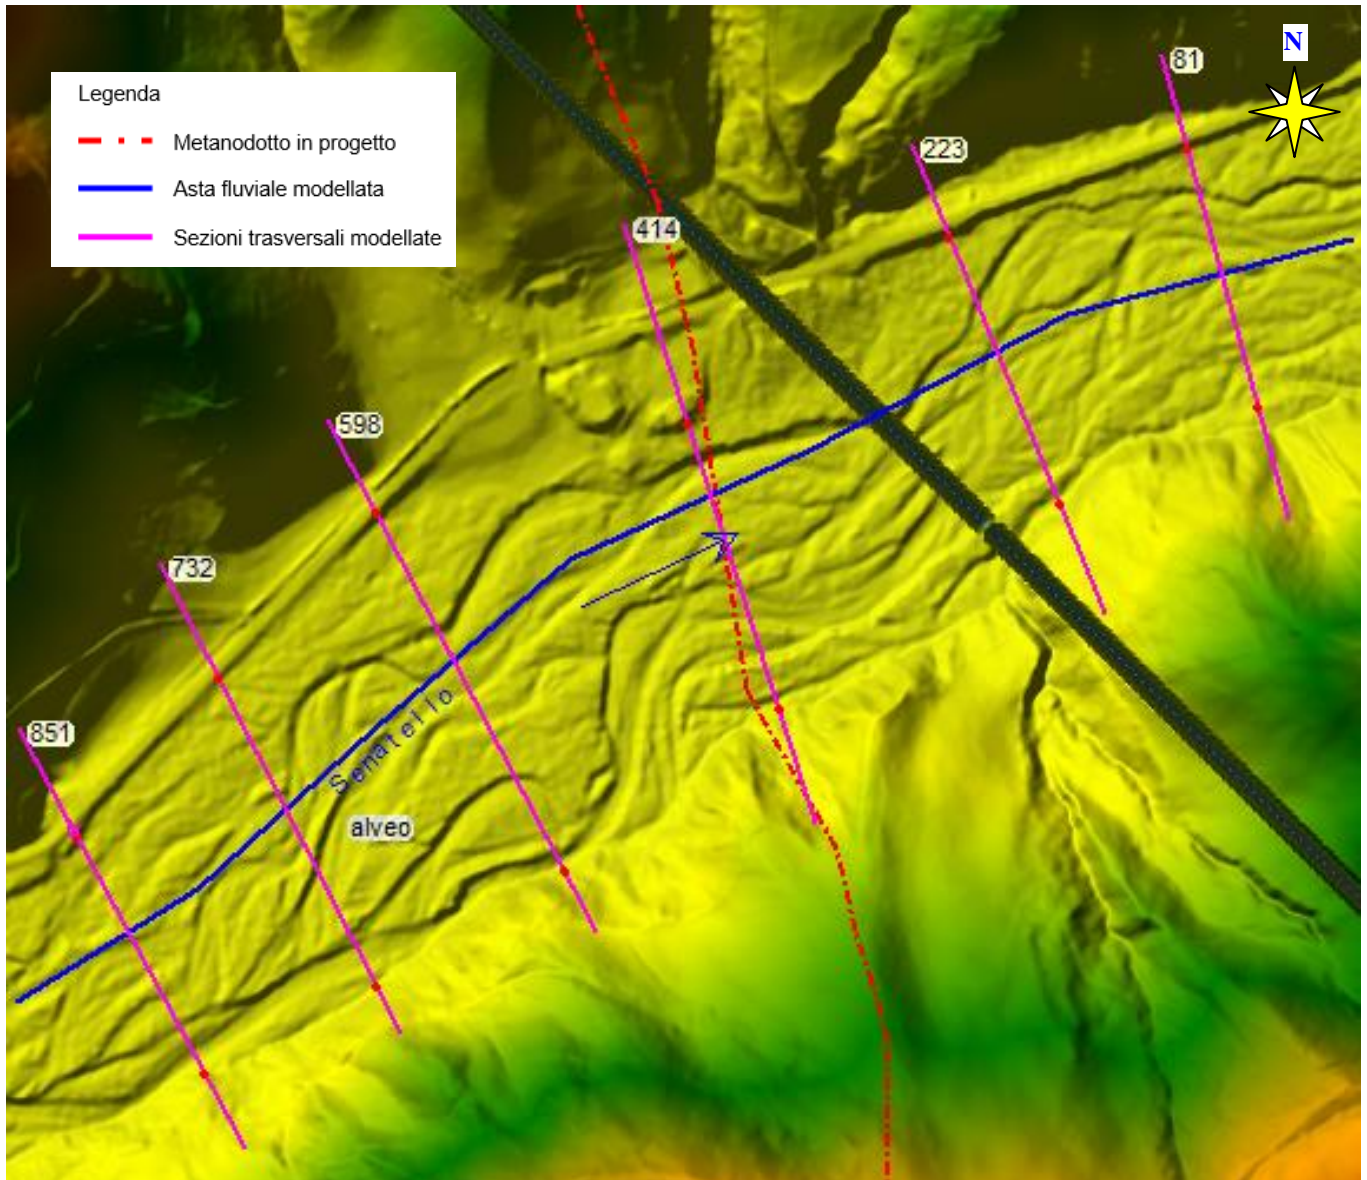 N
81
Legenda
Metanodotto in progetto
223
Asta fluviale modellata
414
Sezioni trasversali modellate
598
732
Senatello
851
alveo